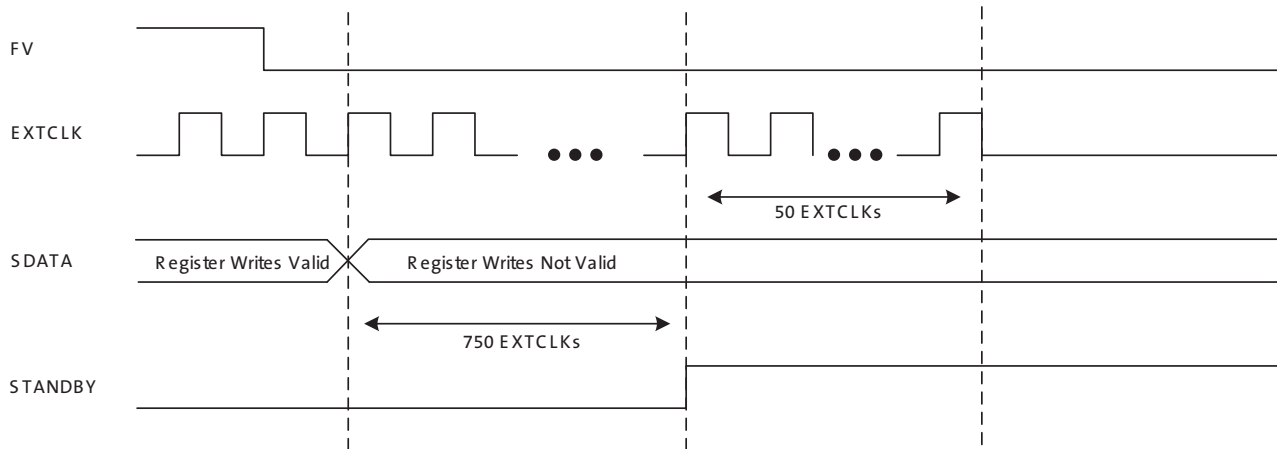 FV
EXTCLK
50 EXTCLKs
SDATA
Register Writes Valid
Register Writes Not Valid
750 EXTCLKs
STANDBY